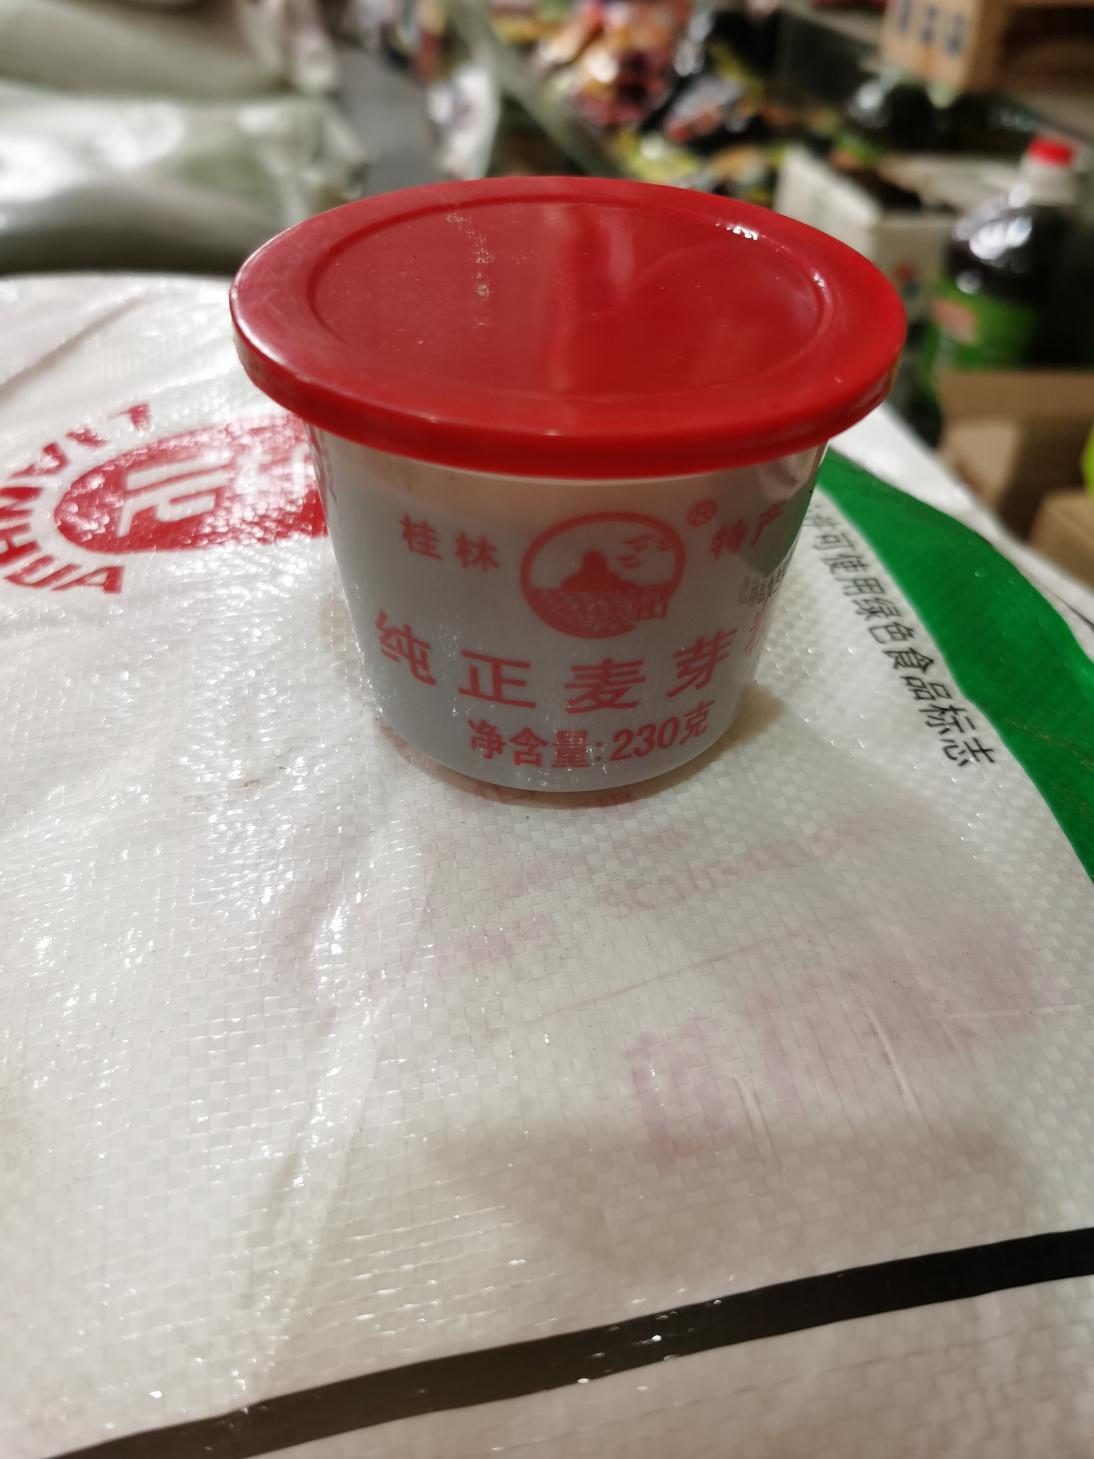 桂林 ® 特产
纯正麦芽
净含量:230克
可使用绿色食品标志
HUA